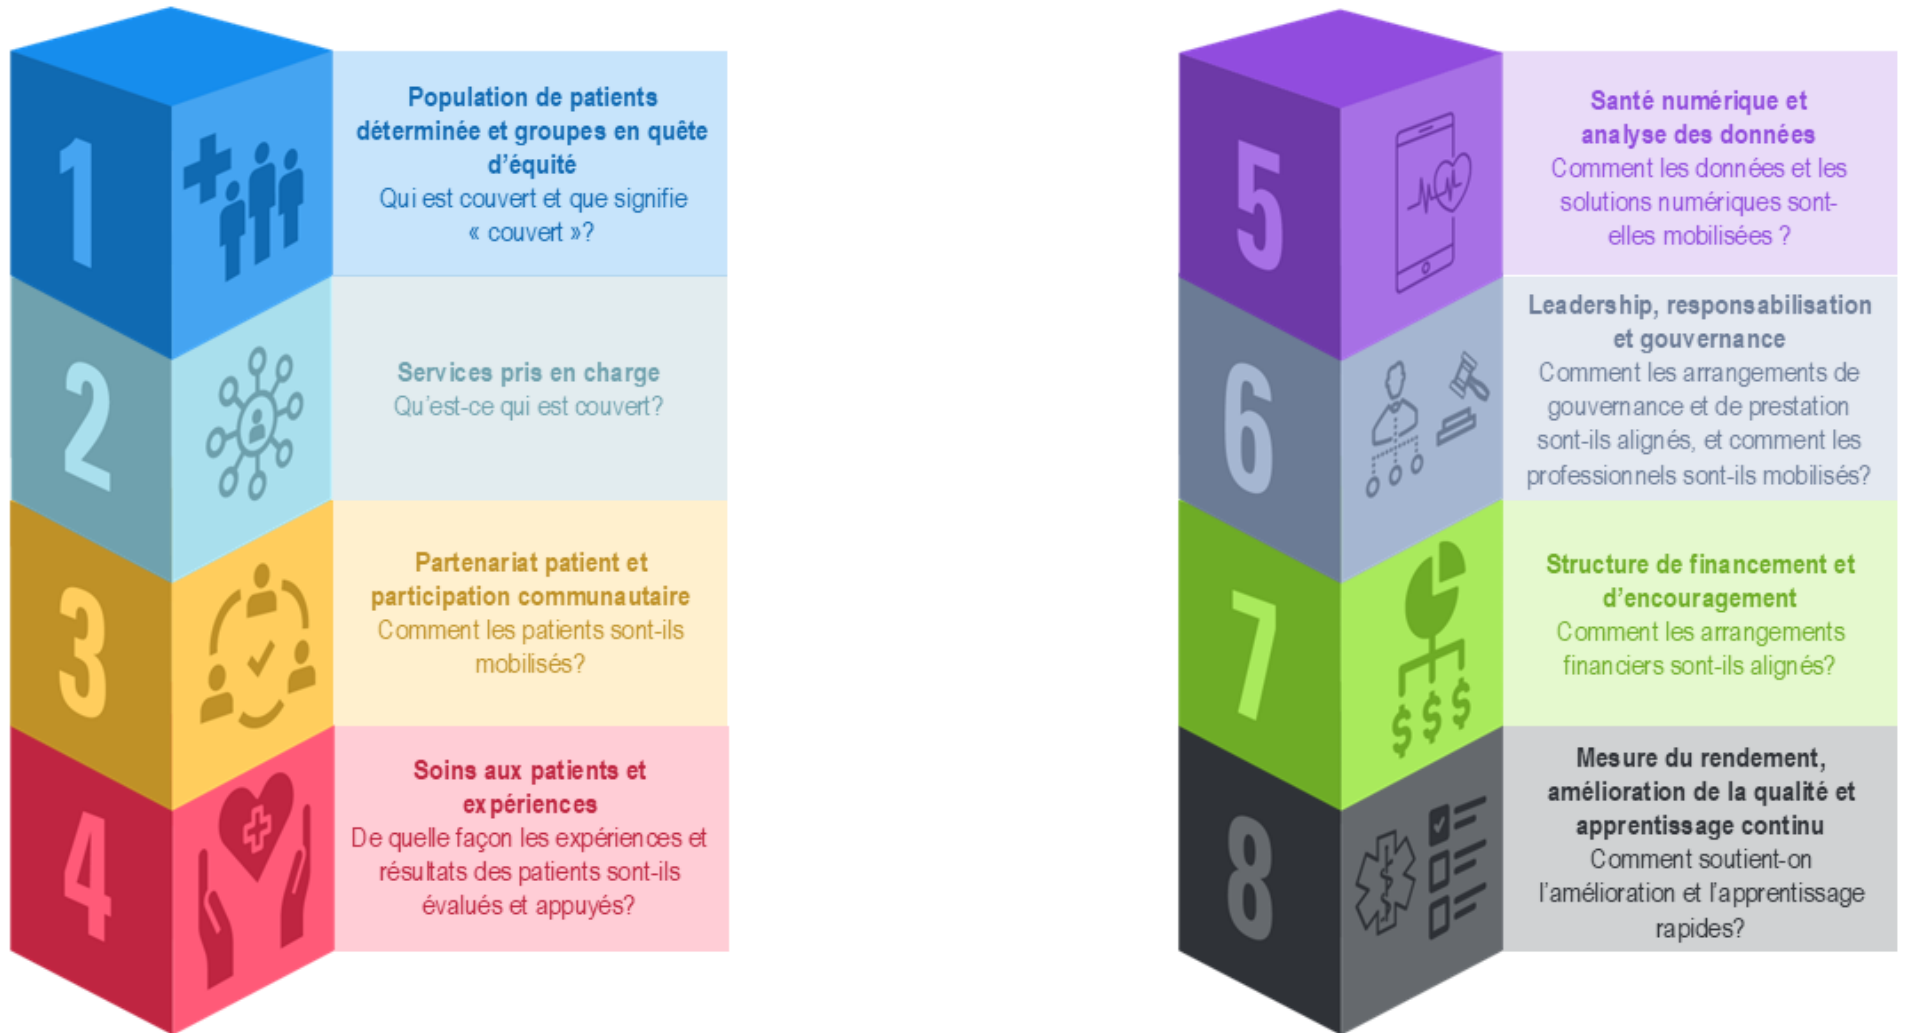 1
Population de patients
déterminée et groupes en quête
d'équité
Qui est couvert et que signifie
« couvert »?
2
Services pris en charge
Qu'est-ce qui est couvert?
3
Partenariat patient et
participation communautaire
Comment les patients sont-ils
mobilisés?
4
Soins aux patients et
expériences
De quelle façon les expériences et
résultats des patients sont-ils
évalués et appuyés?
5
Santé numérique et
analyse des données
Comment les données et les
solutions numériques sont-
elles mobilisées ?
6
Leadership, responsabilisation
et gouvernance
Comment les arrangements de
gouvernance et de prestation
sont-ils alignés, et comment les
professionnels sont-ils mobilisés?
7
Structure de financement et
d'encouragement
Comment les arrangements
financiers sont-ils alignés?
$ $ $
8
Mesure du rendement,
amélioration de la qualité et
apprentissage continu
Comment soutient-on
l'amélioration et l'apprentissage
rapides?